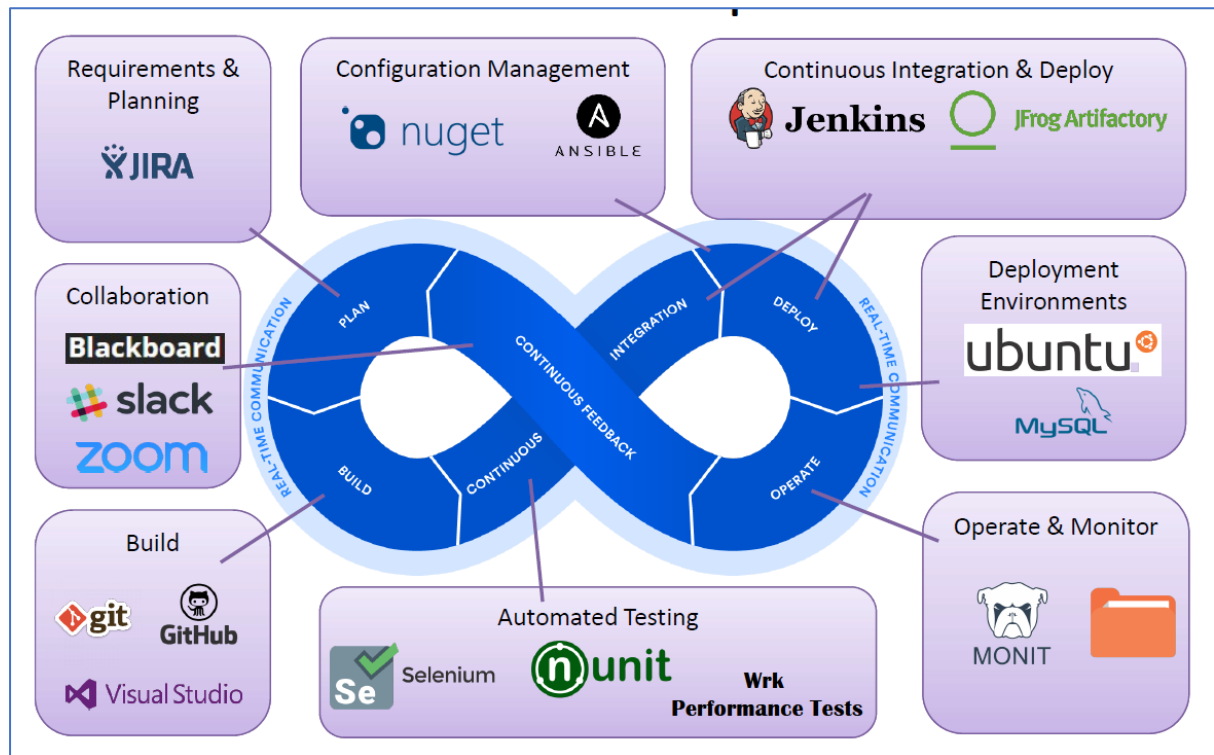 Requirements &
Planning
JIRA
Configuration Management
nuget
A
ANSIBLE
Continuous Integration & Deploy
Jenkins
JFrog Artifactory
Collaboration
Blackboard
slack
zoom
Deployment
Environments
ubuntu
MySQL
REAL-TIME COMMUNICATION
PLAN
CONTINUOUS FEEDBACK
INTEGRATION
DEPLOY
REAL-TIME COMMUNICATION
BUILD
CONTINUOUS
OPERATE
Build
git
GitHub
Visual Studio
Automated Testing
Se
Selenium
nunit
Wrk
Performance Tests
Operate & Monitor
MONIT